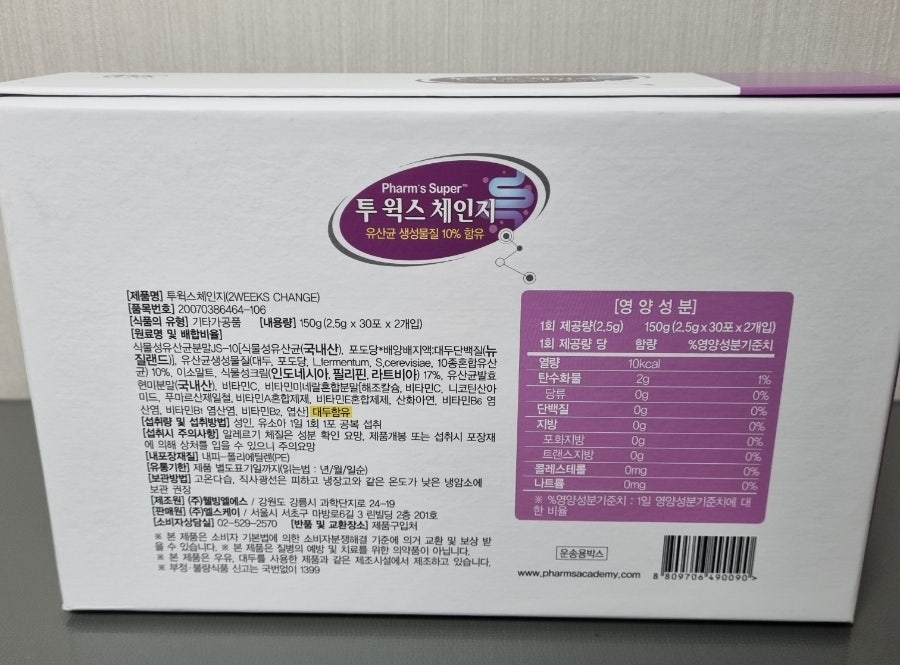 Pharm's Super™
투 윅스 체인지
유산균 생성물질 10% 함유
[제품명] 투윅스체인지(2WEEKS CHANGE)
[품목번호] 20070386464-106
[식품의 유형] 기타가공품 [내용량] 150g(2,5g x 30포 x 2개입)
[원료명 및 배합비율]
식물성유산균분말JS-10[식물성유산균(국내산), 포도당*배양배지액:대두단백질(뉴
질랜드)], 유산균생성물질(대두, 포도당, L.fermentum, S,cerevisiae, 10종혼합유산
균) 10%, 이소말트, 식물성크림(인도네시아, 필리핀, 라트비아) 17%, 유산균발효
현미분말(국내산), 비타민C, 비타민미네랄혼합분말[해조칼슘, 비타민C, 니코틴산아
미드, 푸마르산제일철, 비타민A혼합제제, 비타민E혼합제제, 산화아연, 비타민B6 염
산염, 비타민B1 염산염, 비타민B2, 엽산] 대두함유
[섭취량 및 섭취방법] 성인, 유소아 1일 1회 1포 공복 섭취
[섭취시 주의사항] 알레르기 체질은 성분 확인 요망, 제품개봉 또는 섭취시 포장재
에 의해 상처를 입을 수 있으니 주의요망
[내포장재질] 내피-폴리에틸렌(PE)
[유통기한] 제품 별도표기일까지(읽는법 : 년/월/일순)
[보관방법] 고온다습, 직사광선은 피하고 냉장고와 같은 온도가 낮은 냉암소에
보관 권장
[제조원] (주)웰빙엘에스 / 강원도 강릉시 과학단지로 24-19
[판매원] (주)엘스케이 / 서울시 서초구 마방로6길 3 린빌딩 2층 201호
[소비자상담실] 02-529-2570 [반품 및 교환장소] 제품구입처
※ 본 제품은 소비자 기본법에 의한 소비자분쟁해결 기준에 의거 교환 및 보상 받
을 수 있습니다. ※ 본 제품은 질병의 예방 및 치료를 위한 의약품이 아닙니다.
※ 본 제품은 우유, 대두를 사용한 제품과 같은 제조시설에서 제조하고 있습니다.
※ 부정·불량식품 신고는 국번없이 1399
[영 양 성 분]
1회 제공량(2,5g) 150g (2,5g x 30포 x 2개입)
1회 제공량 당 함량 %영양성분기준치
열량 10kcal
탄수화물 2g 1%
당류 0g 0%
단백질 0g 0%
지방 0g 0%
포화지방 0g 0%
트랜스지방 0g 0%
콜레스테롤 0mg 0%
나트륨 0mg 0%
※ %영양성분기준치 : 1일 영양성분기준치에 대
한 비율
운송용박스
www.pharmsacademy.com
8 809706 490090 >